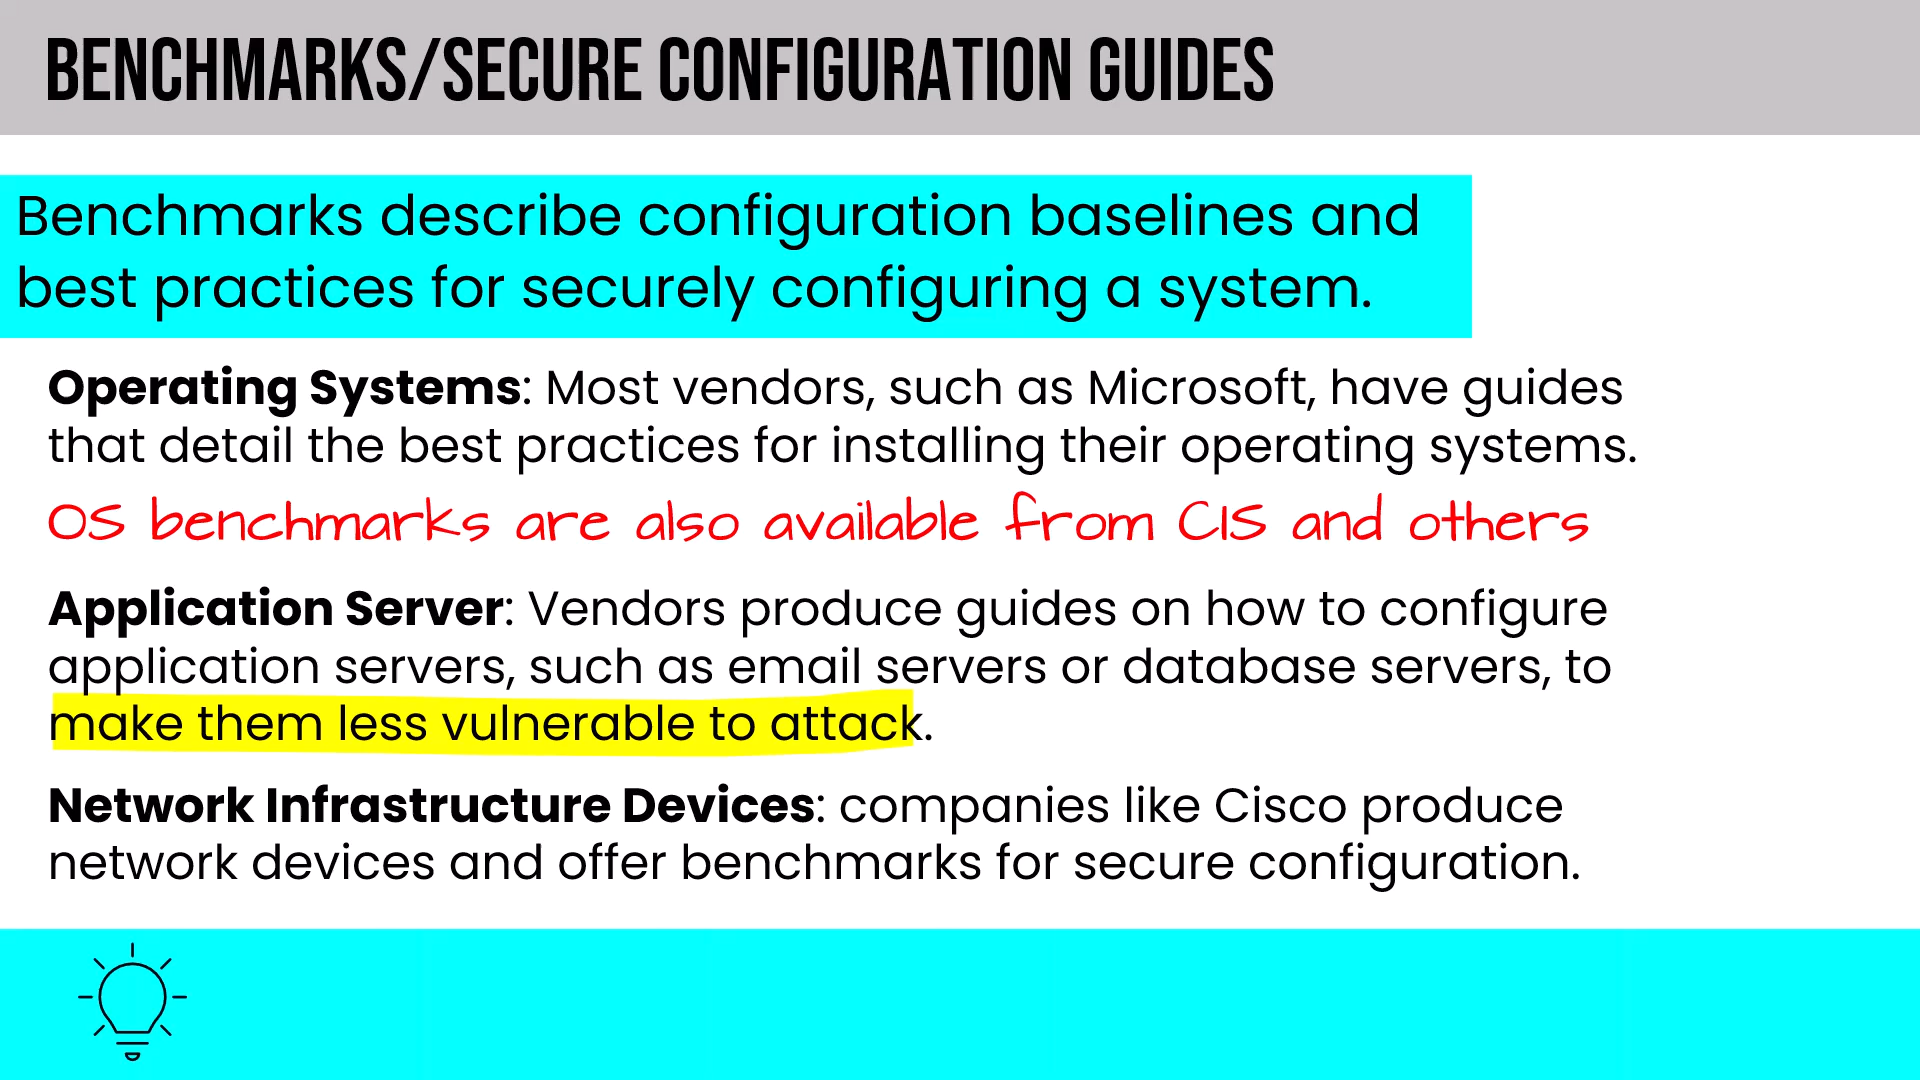 BENCHMARKS/SECURE CONFIGURATION GUIDES
Benchmarks describe configuration baselines and
best practices for securely configuring a system.
Operating Systems: Most vendors, such as Microsoft, have guides
that detail the best practices for installing their operating systems.
OS benchmarks are also available from CIS and others
Application Server: Vendors produce guides on how to configure
application servers, such as email servers or database servers, to
make them less vulnerable to attack.
Network Infrastructure Devices: companies like Cisco produce
network devices and offer benchmarks for secure configuration.